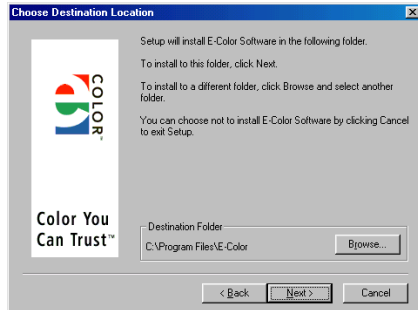 Choose Destination Location
Setup will install E-Color Software in the following folder.
To install to this folder, click Next.
To install to a different folder, click Browse and select another
folder.
You can choose not to install E-Color Software by clicking Cancel
to exit Setup.
COLOR™
Color You
Can Trust™
Destination Folder
C:\Program Files\E-Color
Browse...
< Back
Next >
Cancel